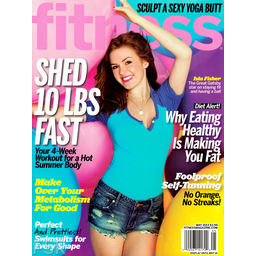 SCULPT A SEXY YOGA BUTT
fitness
Isla Fisher
The Great Gatsby
star on staying fit
and having a ball
SHED
10 LBS
FAST
Your 4-Week
Workout for a Hot
Summer Body
Diet Alert!
Why Eating
Healthy
Is Making
You Fat
Make
Over Your
Metabolism
For Good
Foolproof
Self-Tanning
No Orange,
No Streaks!
Perfect
And Prettiest!
Swimsuits for
Every Shape